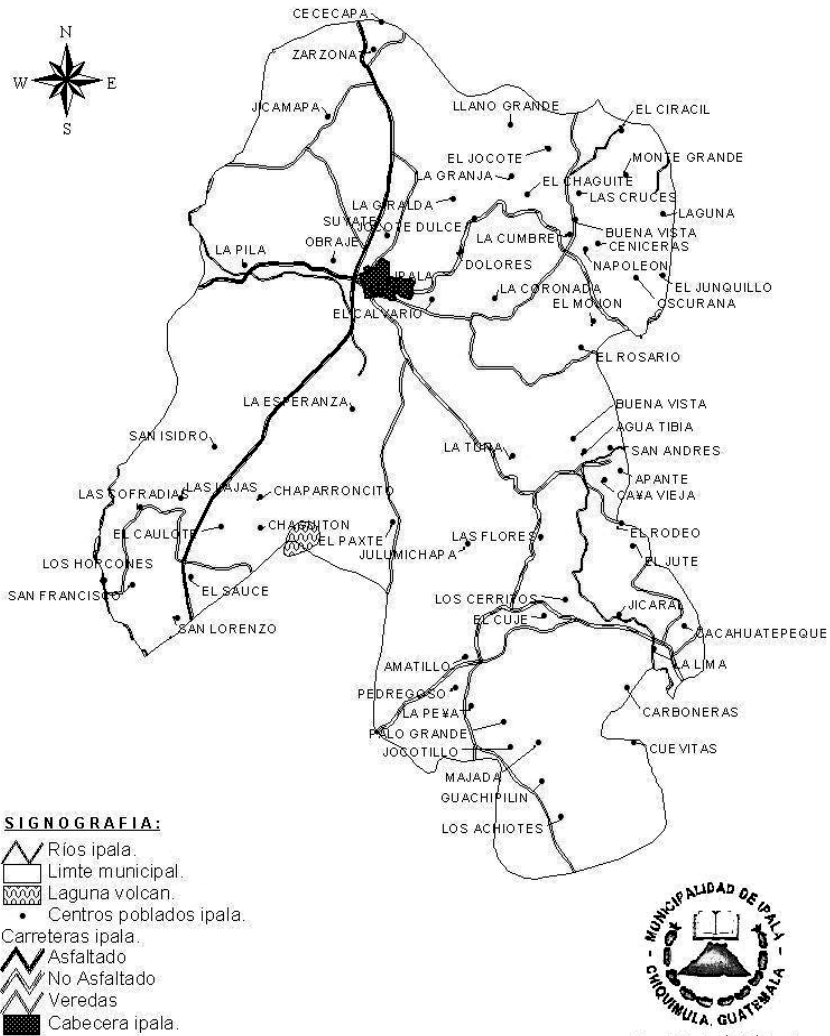 CECECAPA
N
ZARZONA
W E
S
JICAMAPA
LLANO GRANDE
EL CIRACIL
EL JOCOTE
MONTE GRANDE
LA GRANJA
EL CHAGUITE
LAS CRUCES
LA GIRALDA
LAGUNA
SUYATE
JOCOTE DULCE
BUENA VISTA
LA CUMBRE
OBRAJE
CENICERAS
LA PILA
DOLORES
NAPOLEON
IPALA
LA CORONADA
EL JUNQUILLO
OSCURANA
EL MOJON
EL CALVARIO
EL ROSARIO
LA ESPERANZA
BUENA VISTA
AGUA TIBIA
SAN ISIDRO
LA TUNA
SAN ANDRES
APANTE
LAS COFRADIAS
LAS LAJAS
CHAPARRONCITO
CA¥A VIEJA
EL CAULOTE
CHAGUITON
EL PAXTE
LAS FLORES
EL RODEO
JULUMICHAPA
EL JUTE
LOS HORCONES
EL SAUCE
SAN FRANCISCO
LOS CERRITOS
JICARAL
EL CUJE
SAN LORENZO
CACAHUATEPEQUE
AMATILLO
LA LIMA
PEDREGOSO
LA PE¥A
CARBONERAS
PALO GRANDE
JOCOTILLO
CUEVITAS
MAJADA
GUACHIPILIN
LOS ACHIOTES
SIGNOGRAFIA:
Ríos ipala.
Limte municipal.
Laguna volcan.
Centros poblados ipala.
Carreteras ipala.
Asfaltado
No Asfaltado
Veredas
Cabecera ipala.
MUNICIPALIDAD DE IPALA
CHIQUIMULA, GUATEMALA